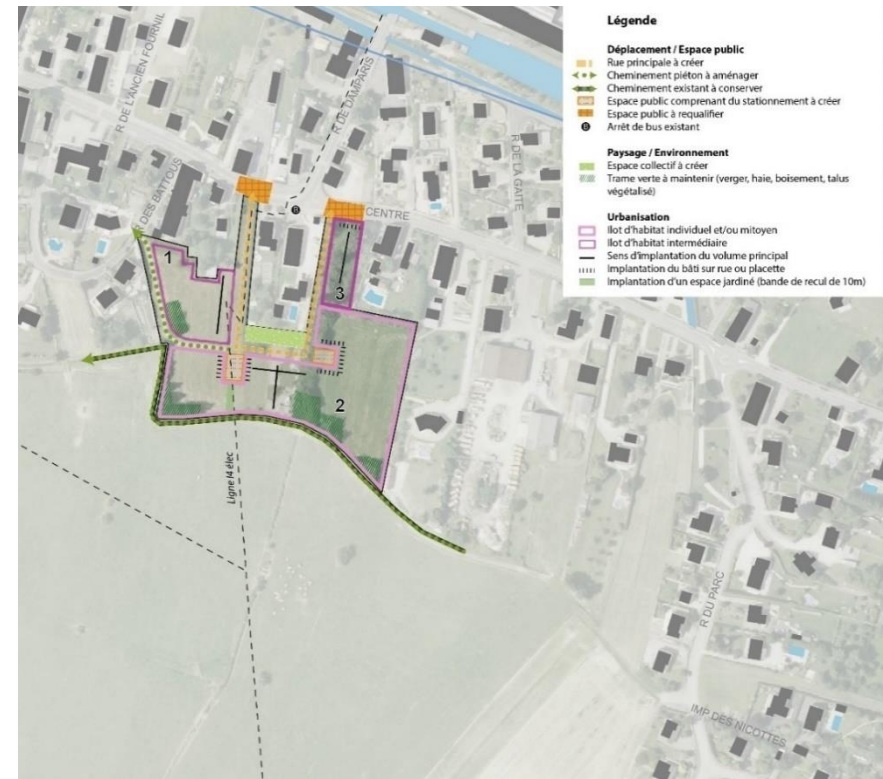 Légende
Déplacement / Espace public
Rue principale à créer
Cheminement piéton à aménager
Cheminement existant à conserver
Espace public comprenant du stationnement à créer
Espace public à requalifier
B Arrêt de bus existant
Paysage / Environnement
Espace collectif à créer
Trame verte à maintenir (verger, haie, boisement, talus
végétalisé)
Urbanisation
Ilot d'habitat individuel et/ou mitoyen
Ilot d'habitat intermédiaire
Sens d'implantation du volume principal
Implantation du bâti sur rue ou placette
Implantation d'un espace jardiné (bande de recul de 10m)
R DE L'ANCIEN FOURNIL
R DE DAMPARIS
R DE LA GAITE
R DES BATTOUS
B
CENTRE
1
3
2
Ligne 14 élec
R DU PARC
IMP DES NICOTTES